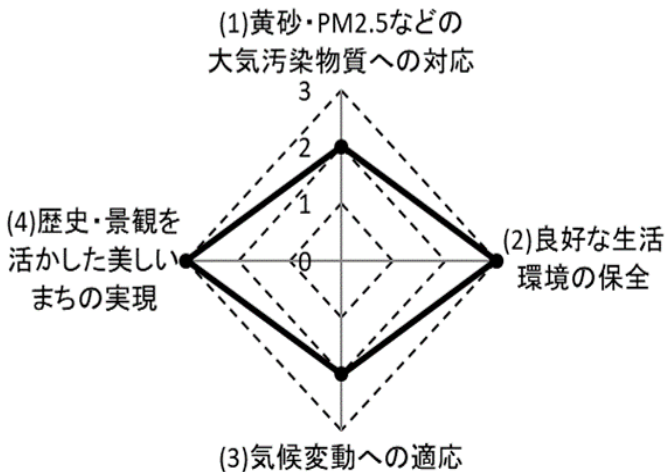 (1)黄砂・PM2.5などの
大気汚染物質への対応
3
2
1
0
(4)歴史・景観を
活かした美しい
まちの実現
(2)良好な生活
環境の保全
(3)気候変動への適応